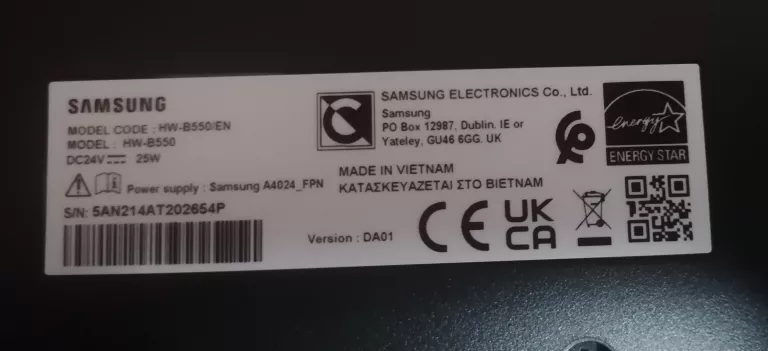 SAMSUNG
MODEL CODE : HW-B550/EN
MODEL : HW-B550
DC24V 25W
Power supply : Samsung A4024_FPN
S/N: 5AN214AT202654P
SAMSUNG ELECTRONICS Co., Ltd.
Samsung
PO Box 12987, Dublin. IE or
Yateley, GU46 6GG. UK
MADE IN VIETNAM
ΚΑΤΑΣΚΕΥΑΖΕΤΑΙ ΣΤΟ ΒΙΕΤΝΑΜ
Version : DA01
CE
UK
CA
energy
ENERGY STAR